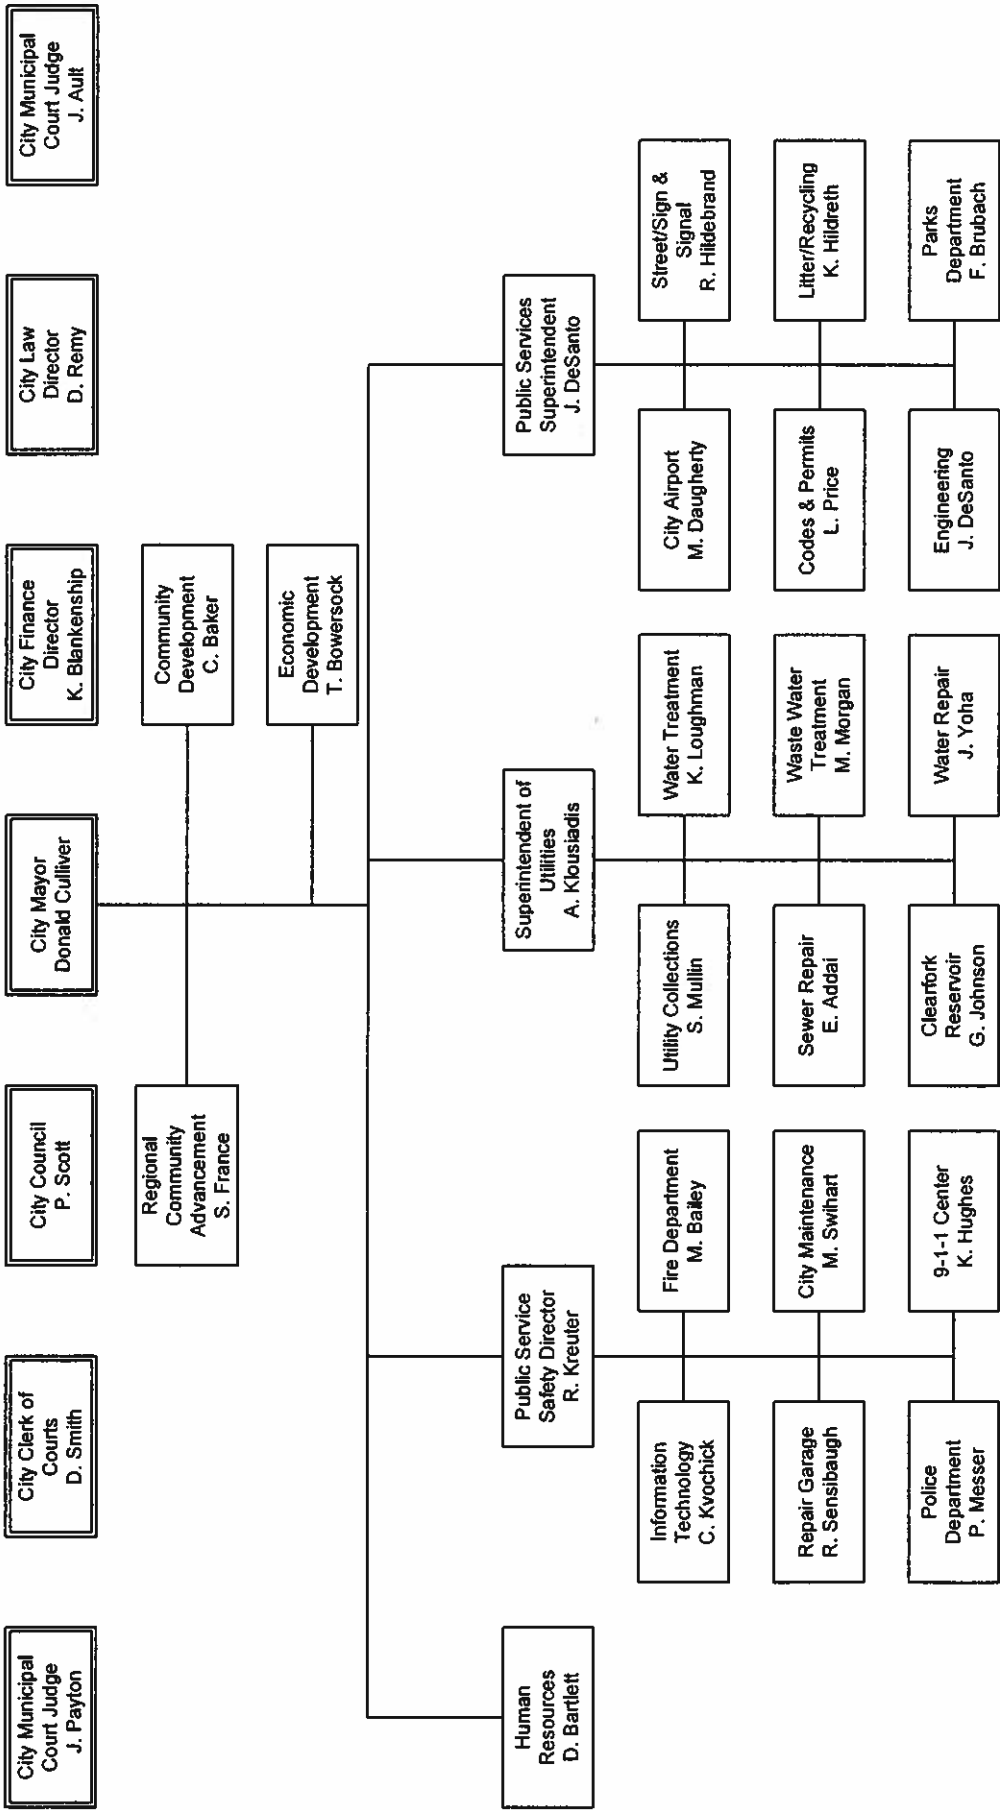 City Municipal
Court Judge
J. Payton
City Clerk of
Courts
D. Smith
City Council
P. Scott
City Mayor
Donald Culliver
City Finance
Director
K. Blankenship
City Law
Director
D. Remy
City Municipal
Court Judge
J. Ault
Regional
Community
Advancement
S. France
Community
Development
C. Baker
Economic
Development
T. Bowersock
Human
Resources
D. Bartlett
Public Service
Safety Director
R. Kreuter
Superintendent of
Utilities
A. Klousiadis
Public Services
Superintendent
J. DeSanto
Information
Technology
C. Kvochick
Fire Department
M. Bailey
Utility Collections
S. Mullin
Water Treatment
K. Loughman
City Airport
M. Daugherty
Street/Sign &
Signal
R. Hildebrand
Repair Garage
R. Sensibaugh
City Maintenance
M. Swihart
Sewer Repair
E. Addai
Waste Water
Treatment
M. Morgan
Codes & Permits
L. Price
Litter/Recycling
K. Hildreth
Police
Department
P. Messer
9-1-1 Center
K. Hughes
Clearfork
Reservoir
G. Johnson
Water Repair
J. Yoha
Engineering
J. DeSanto
Parks
Department
F. Brubach